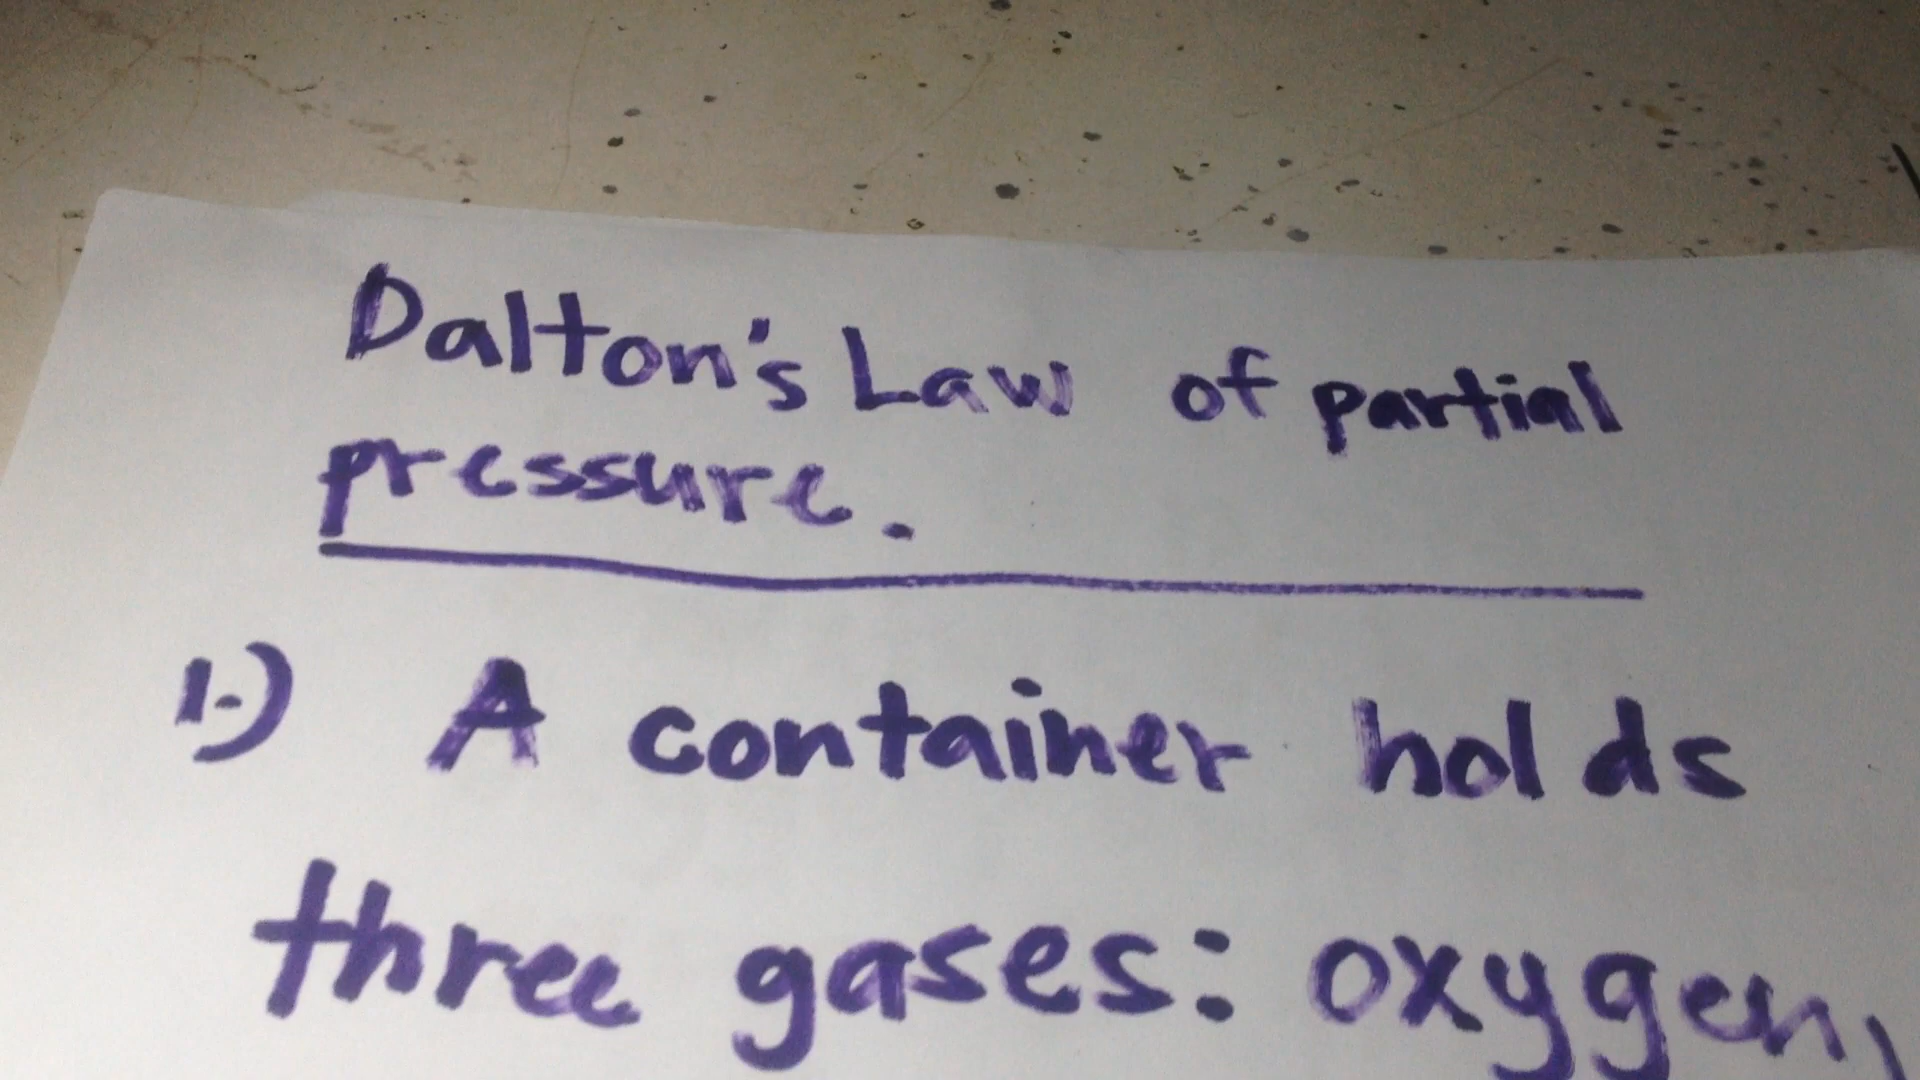 Dalton's Law of partial
pressure.
1.) A container holds
three gases: oxygen,